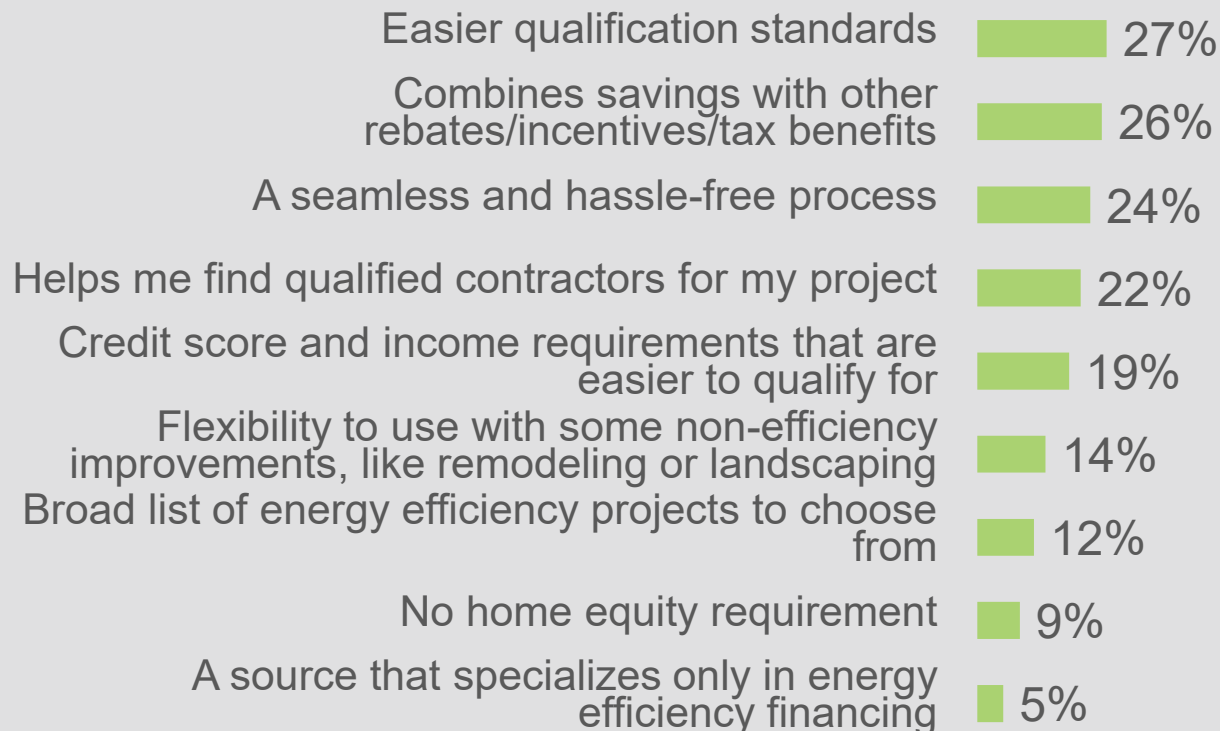 Easier qualification standards 27%
Combines savings with other
rebates/incentives/tax benefits 26%
A seamless and hassle-free process 24%
Helps me find qualified contractors for my project 22%
Credit score and income requirements that are
easier to qualify for 19%
Flexibility to use with some non-efficiency
improvements, like remodeling or landscaping 14%
Broad list of energy efficiency projects to choose
from 12%
No home equity requirement 9%
A source that specializes only in energy
efficiency financing 5%